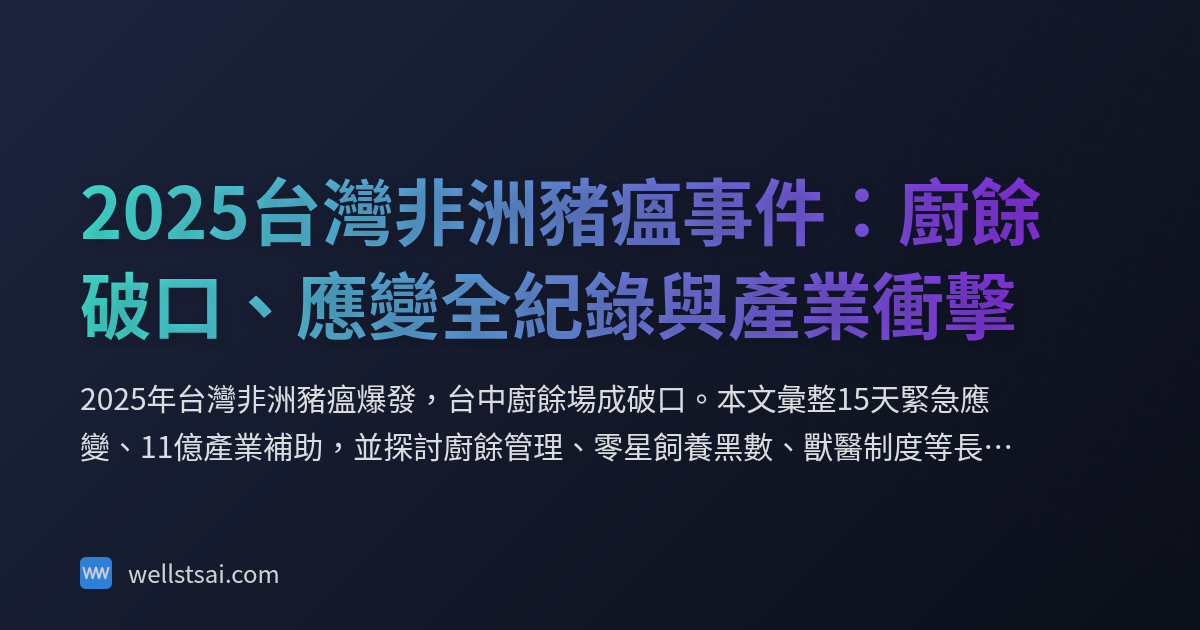 2025台灣非洲豬瘟事件：廚餘
破口、應變全紀錄與產業衝擊
2025年台灣非洲豬瘟爆發，台中廚餘場成破口。本文彙整15天緊急應
變、11億產業補助，並探討廚餘管理、零星飼養黑數、獸醫制度等長…
wellstsai.com